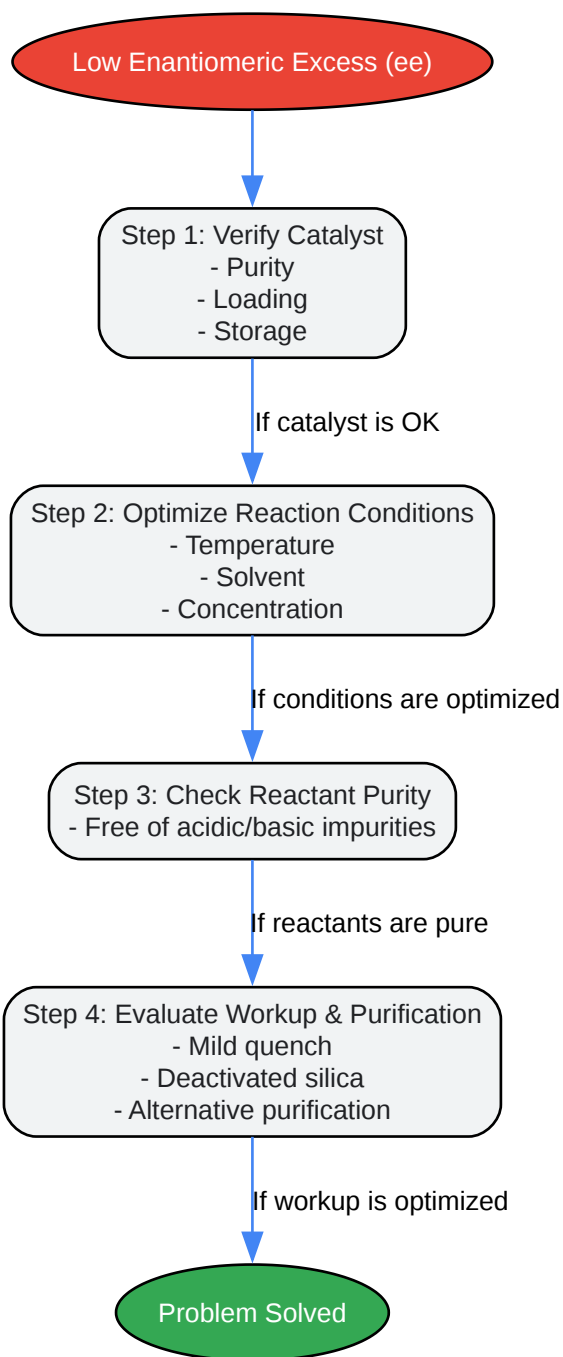 Low Enantiomeric Excess (ee)
Step 1: Verify Catalyst
- Purity
- Loading
- Storage
If catalyst is OK
Step 2: Optimize Reaction Conditions
- Temperature
- Solvent
- Concentration
If conditions are optimized
Step 3: Check Reactant Purity
- Free of acidic/basic impurities
If reactants are pure
Step 4: Evaluate Workup & Purification
- Mild quench
- Deactivated silica
- Alternative purification
If workup is optimized
Problem Solved